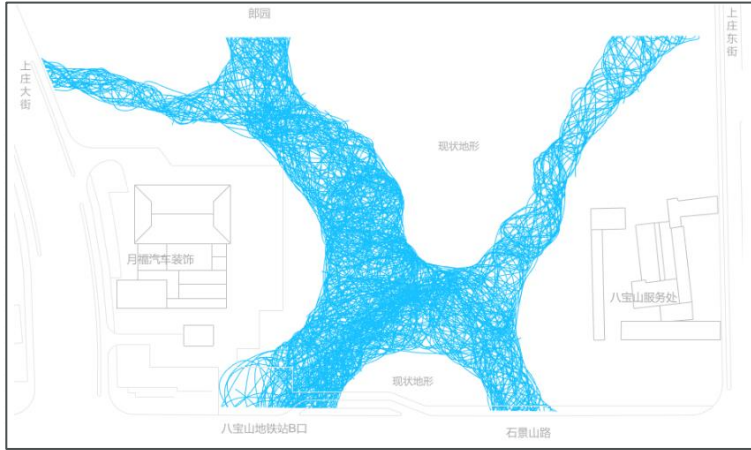 郎园
上庄大街
上庄东街
现状地形
月福汽车装饰
八宝山服务处
现状地形
八宝山地铁站B口
石景山路